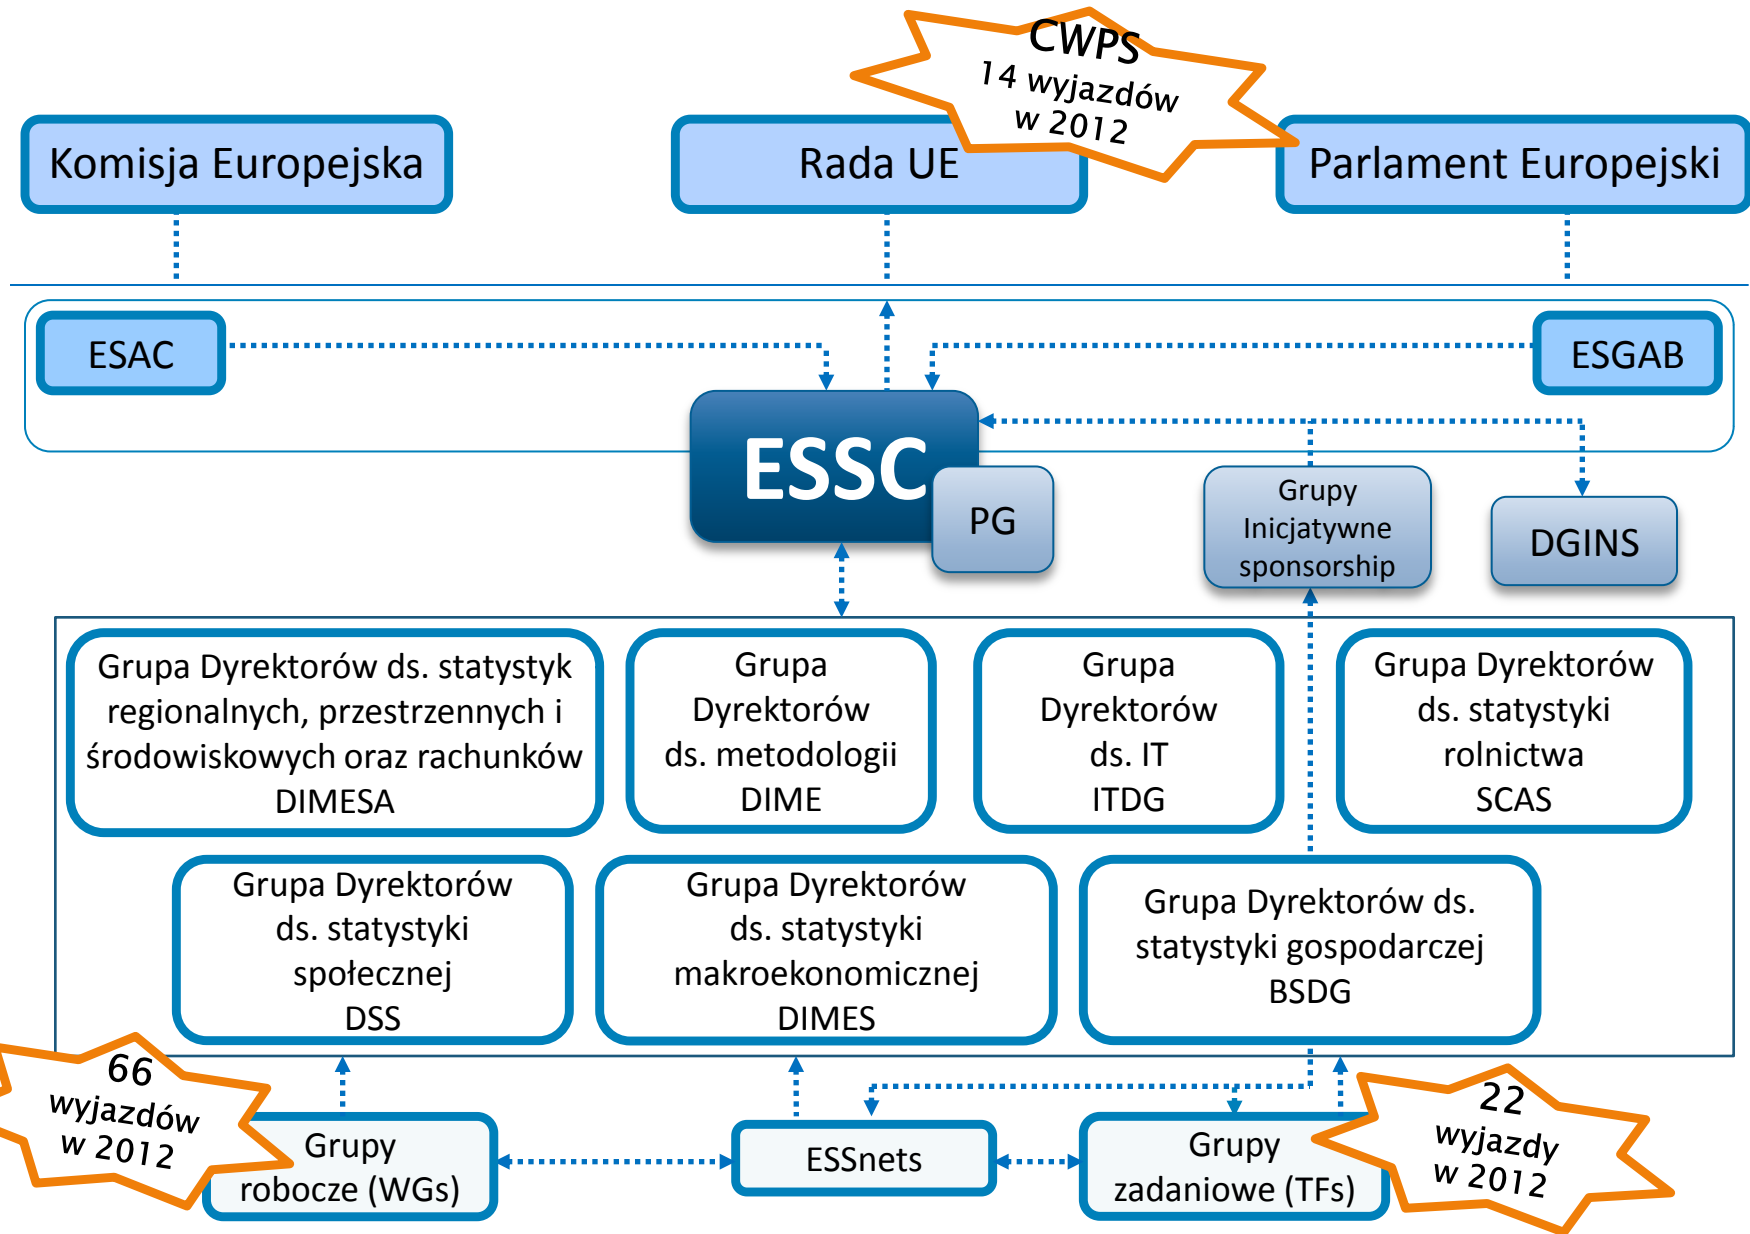 CWPS
14 wyjazdów
w 2012
Komisja Europejska
Rada UE
Parlament Europejski
ESAC
ESGAB
ESSC
PG
Grupy
Inicjatywne
sponsorship
DGINS
Grupa Dyrektorów ds. statystyk
regionalnych, przestrzennych i
środowiskowych oraz rachunków
DIMESA
Grupa
Dyrektorów
ds. metodologii
DIME
Grupa
Dyrektorów
ds. IT
ITDG
Grupa Dyrektorów
ds. statystyki
rolnictwa
SCAS
Grupa Dyrektorów
ds. statystyki
społecznej
DSS
Grupa Dyrektorów
ds. statystyki
makroekonomicznej
DIMES
Grupa Dyrektorów ds.
statystyki gospodarczej
BSDG
66
wyjazdów
w 2012
Grupy
robocze (WGs)
ESSnets
Grupy
zadaniowe (TFs)
22
wyjazdy
w 2012